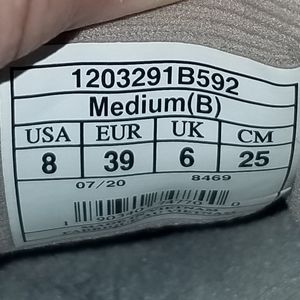 1203291B592
Medium(B)
USA EUR UK CM
8 39 6 25
07/20 8469